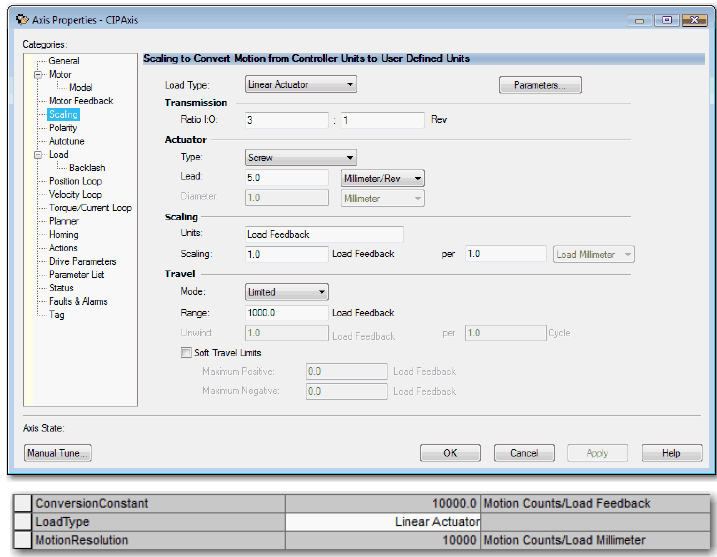 Axis Properties - CIPAxis
Categories:
General
Motor
Model
Motor Feedback
Scaling
Polarity
Autotune
Load
Backlash
Position Loop
Velocity Loop
Torque/Current Loop
Planner
Homing
Actions
Drive Parameters
Parameter List
Status
Faults & Alarms
Tag
Scaling to Convert Motion from Controller Units to User Defined Units
Load Type: Linear Actuator Parameters...
Transmission
Ratio I:O: 3 : 1 Rev
Actuator
Type: Screw
Lead: 5.0 Millimeter/Rev
Diameter: 1.0 Millimeter
Scaling
Units: Load Feedback
Scaling: 1.0 Load Feedback per 1.0 Load Millimeter
Travel
Mode: Limited
Range: 1000.0 Load Feedback
Unwind: 1.0 Load Feedback per 1.0 Cycle
Soft Travel Limits
Maximum Positive: 0.0 Load Feedback
Maximum Negative: 0.0 Load Feedback
Axis State:
Manual Tune... OK Cancel Apply Help
ConversionConstant 10000.0 Motion Counts/Load Feedback
LoadType Linear Actuator
MotionResolution 10000 Motion Counts/Load Millimeter